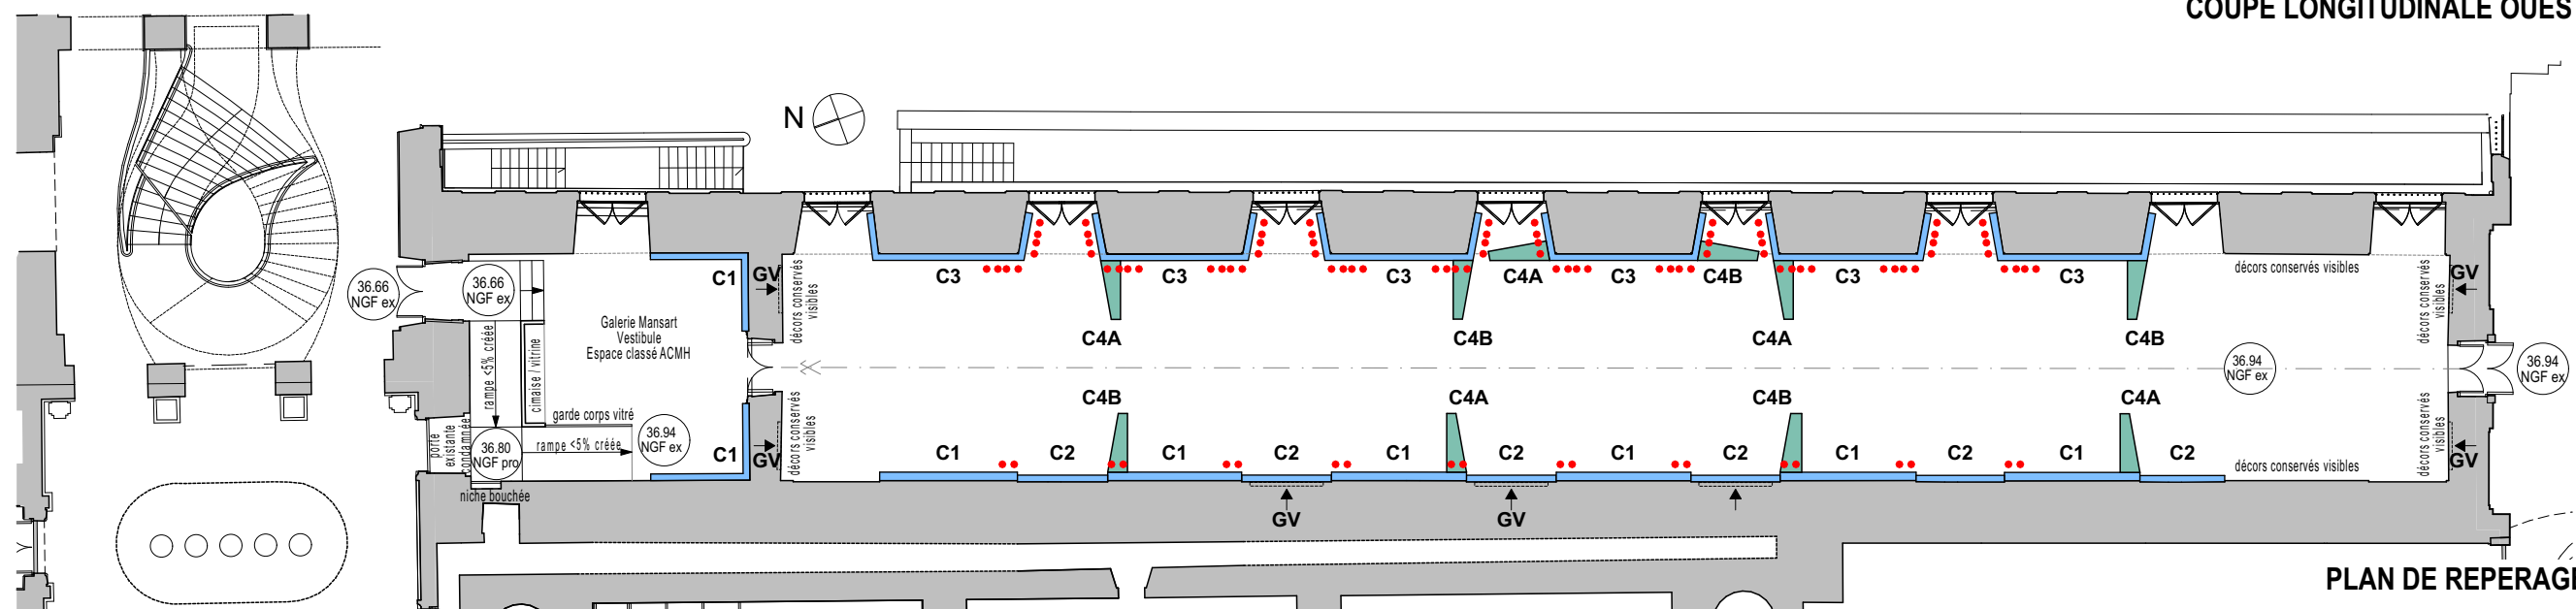 COUPE LONGITUDINALE OUES
N
36.66
NGF ex
36.66
NGF ex
rampe <5% créée
cimaise / vitrine
Galerie Mansart
Vestibule
Espace classé ACMH
garde corps vitré
rampe <5% créée
36.94
NGF ex
36.80
NGF pro
porte
existante
condamnée
niche bouchée
C1
C1
GV
GV
décors conservés
visibles
décors conservés
visibles
C3
C3
C3
C4A
C3
C4B
C3
C3
C4A
C4B
C4A
C4B
C4B
C4A
C4B
C4A
C1
C2
C1
C2
C1
C2
C1
C2
C1
C2
C1
C2
GV
GV
décors conservés visibles
décors conservés visibles
décors conservés
visibles
décors conservés
visibles
GV
GV
36.94
NGF ex
36.94
NGF ex
PLAN DE REPERAGE